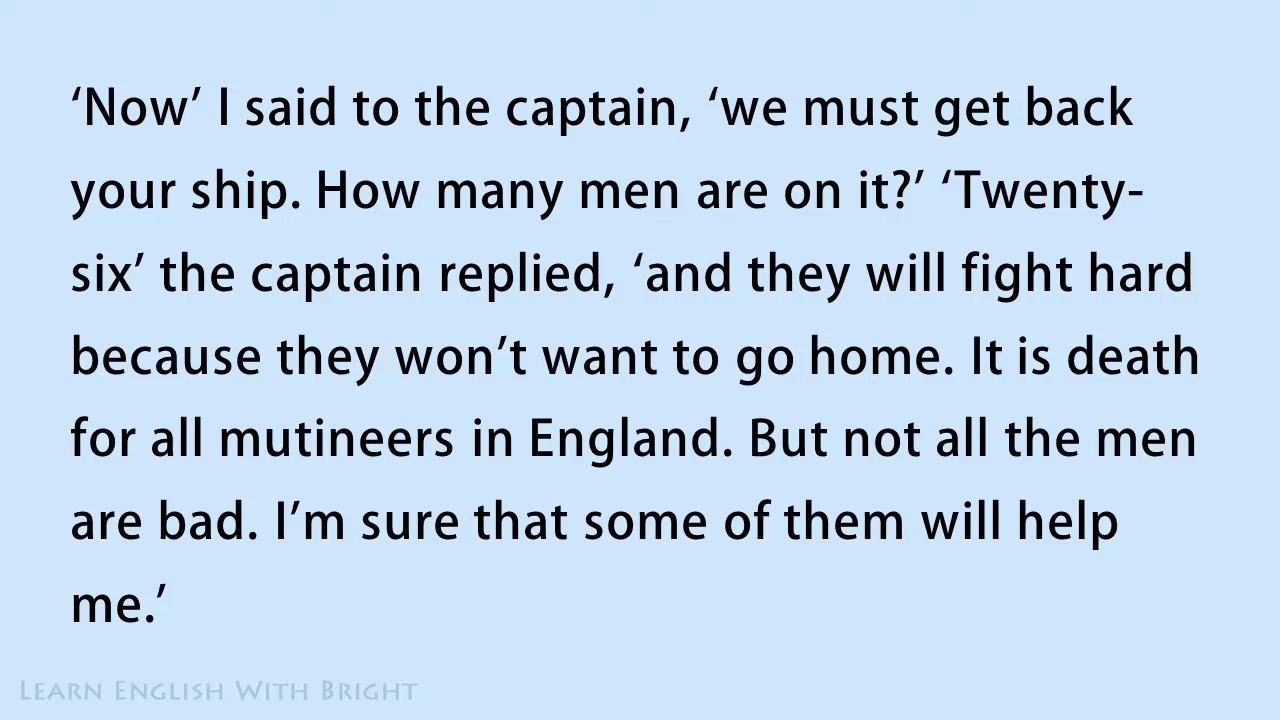 ‘Now’ I said to the captain, ‘we must get back
your ship. How many men are on it?’ ‘Twenty-
six’ the captain replied, ‘and they will fight hard
because they won’t want to go home. It is death
for all mutineers in England. But not all the men
are bad. I’m sure that some of them will help
me.’
Learn English With Bright